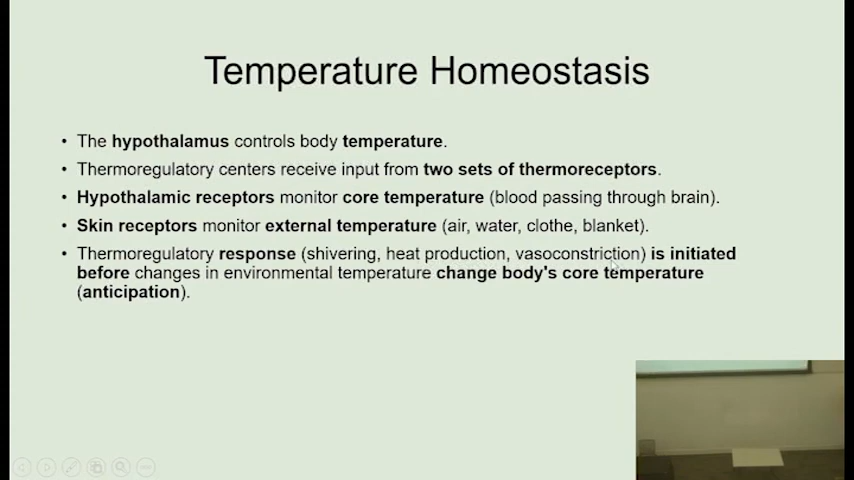 Temperature Homeostasis
• The hypothalamus controls body temperature.
• Thermoregulatory centers receive input from two sets of thermoreceptors.
• Hypothalamic receptors monitor core temperature (blood passing through brain).
• Skin receptors monitor external temperature (air, water, clothe, blanket).
• Thermoregulatory response (shivering, heat production, vasoconstriction) is initiated
before changes in environmental temperature change body's core temperature
(anticipation).